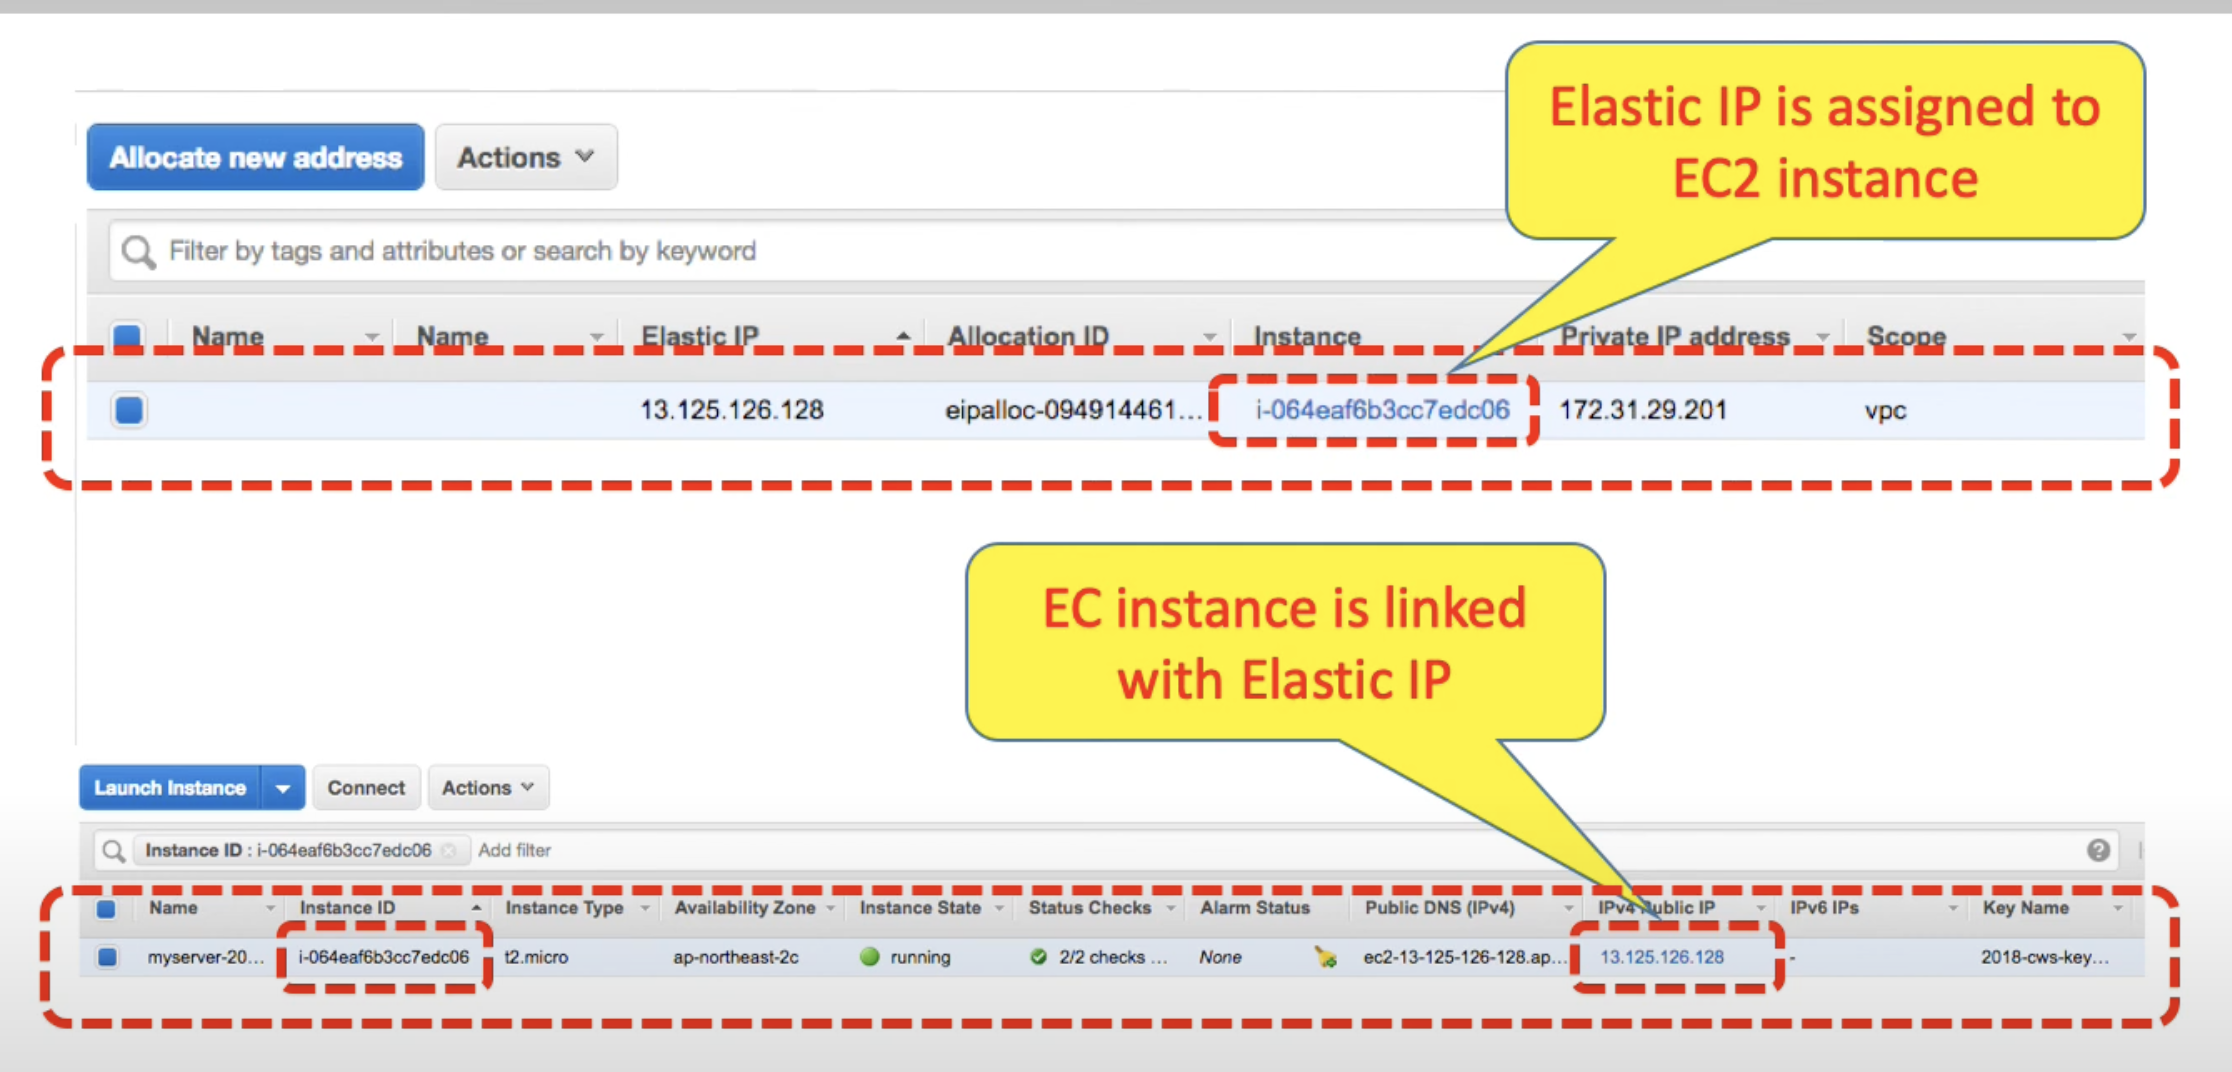 Elastic IP is assigned to
EC2 instance
Allocate new address Actions
Filter by tags and attributes or search by keyword
Name Name Elastic IP Allocation ID Instance Private IP address Scope
13.125.126.128 eipalloc-094914461... i-064eaf6b3cc7edc06 172.31.29.201 vpc
EC instance is linked
with Elastic IP
Launch Instance Connect Actions
Instance ID : i-064eaf6b3cc7edc06 Add filter
Name Instance ID Instance Type Availability Zone Instance State Status Checks Alarm Status Public DNS (IPv4) IPv4 Public IP IPv6 IPs Key Name
myserver-20... i-064eaf6b3cc7edc06 t2.micro ap-northeast-2c running 2/2 checks ... None ec2-13-125-126-128.ap... 13.125.126.128 - 2018-cws-key...